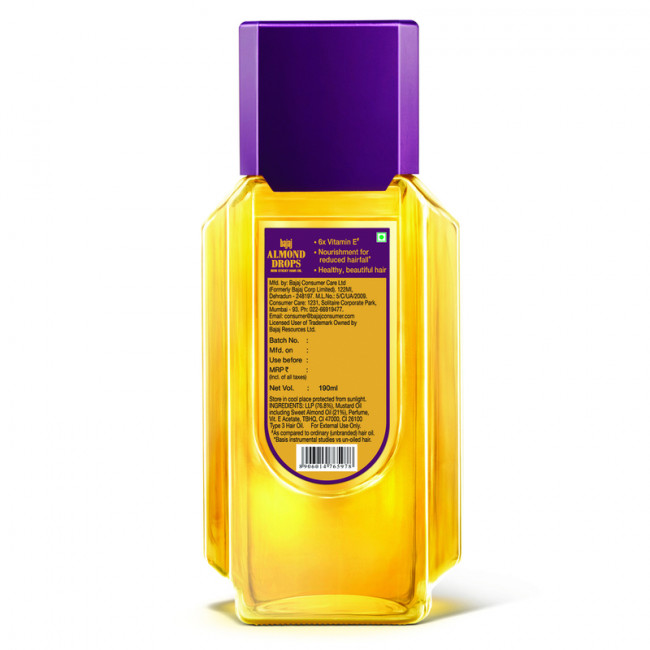 bajaj
ALMOND
DROPS
• 6x Vitamin E#
• Nourishment for
reduced hairfall*
• Healthy, beautiful hair
Mfd. by: Bajaj Consumer Care Ltd
(Formerly Bajaj Corp Limited), 122MI,
Dehradun - 248197. M.L.No.: 5/C/UA/2009.
Consumer Care: 1231, Solitaire Corporate Park,
Mumbai - 93. Ph: 022-66919477.
Email: consumer@bajajconsumer.com
Licensed User of Trademark Owned by
Bajaj Resources Ltd.
Batch No. :
Mfd. on :
Use before :
MRP ₹ :
(Incl. of all taxes)
Net Vol. : 190ml
Store in cool place protected from sunlight.
INGREDIENTS: LLP (76.8%), Mustard Oil
including Sweet Almond Oil (21%), Perfume,
Vit. E Acetate, TBHQ, CI 47000, CI 26100
Type 3 Hair Oil. For External Use Only.
#As compared to ordinary (unbranded) hair oil.
*Basis instrumental studies vs un-oiled hair.